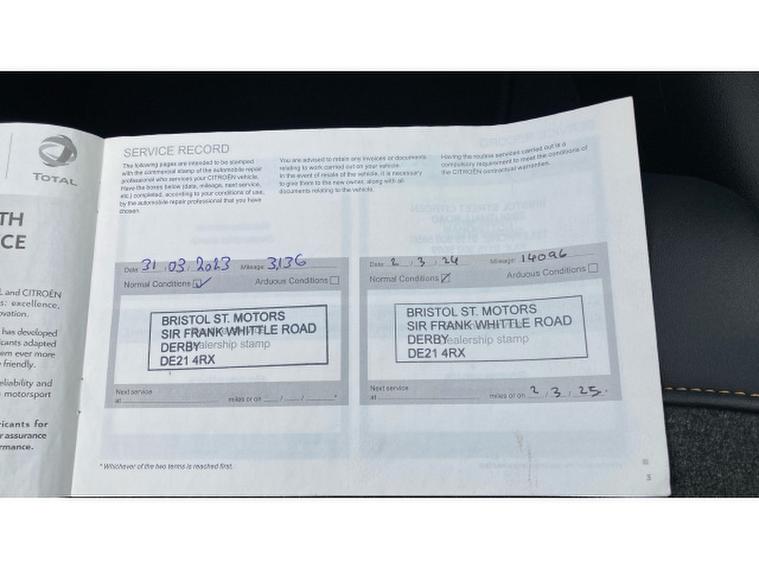 TOTAL
TH
CE
L and CITROËN
s: excellence,
ovation.
has developed
icants adapted
em ever more
friendly.
eliability and
motorsport
icants for
r assurance
rmance.
SERVICE RECORD
The following pages are intended to be stamped
with the commercial stamp of the automobile repair
professional who services your CITROËN vehicle.
Have the boxes below (date, mileage, next service,
etc.) completed, according to your conditions of use,
by the automobile repair professional that you have
chosen.
You are advised to retain any invoices or documents
relating to work carried out on your vehicle.
In the event of resale of the vehicle, it is necessary
to give them to the new owner, along with all
documents relating to the vehicle.
Having the routine services carried out is a
compulsory requirement to meet the conditions of
the CITROËN contractual warranties.
Date: 31 / 03 / 2023 Mileage: 3,136
Normal Conditions ✓ Arduous Conditions
BRISTOL ST. MOTORS
SIR FRANK WHITTLE ROAD
DERBY
dealership stamp
DE21 4RX
Next service
at miles or on / / *
Date: 2 / 3 / 24 Mileage: 14096
Normal Conditions ✓ Arduous Conditions
BRISTOL ST. MOTORS
SIR FRANK WHITTLE ROAD
DERBY
dealership stamp
DE21 4RX
Next service
at miles or on 2 / 3 / 25
* Whichever of the two terms is reached first.
3